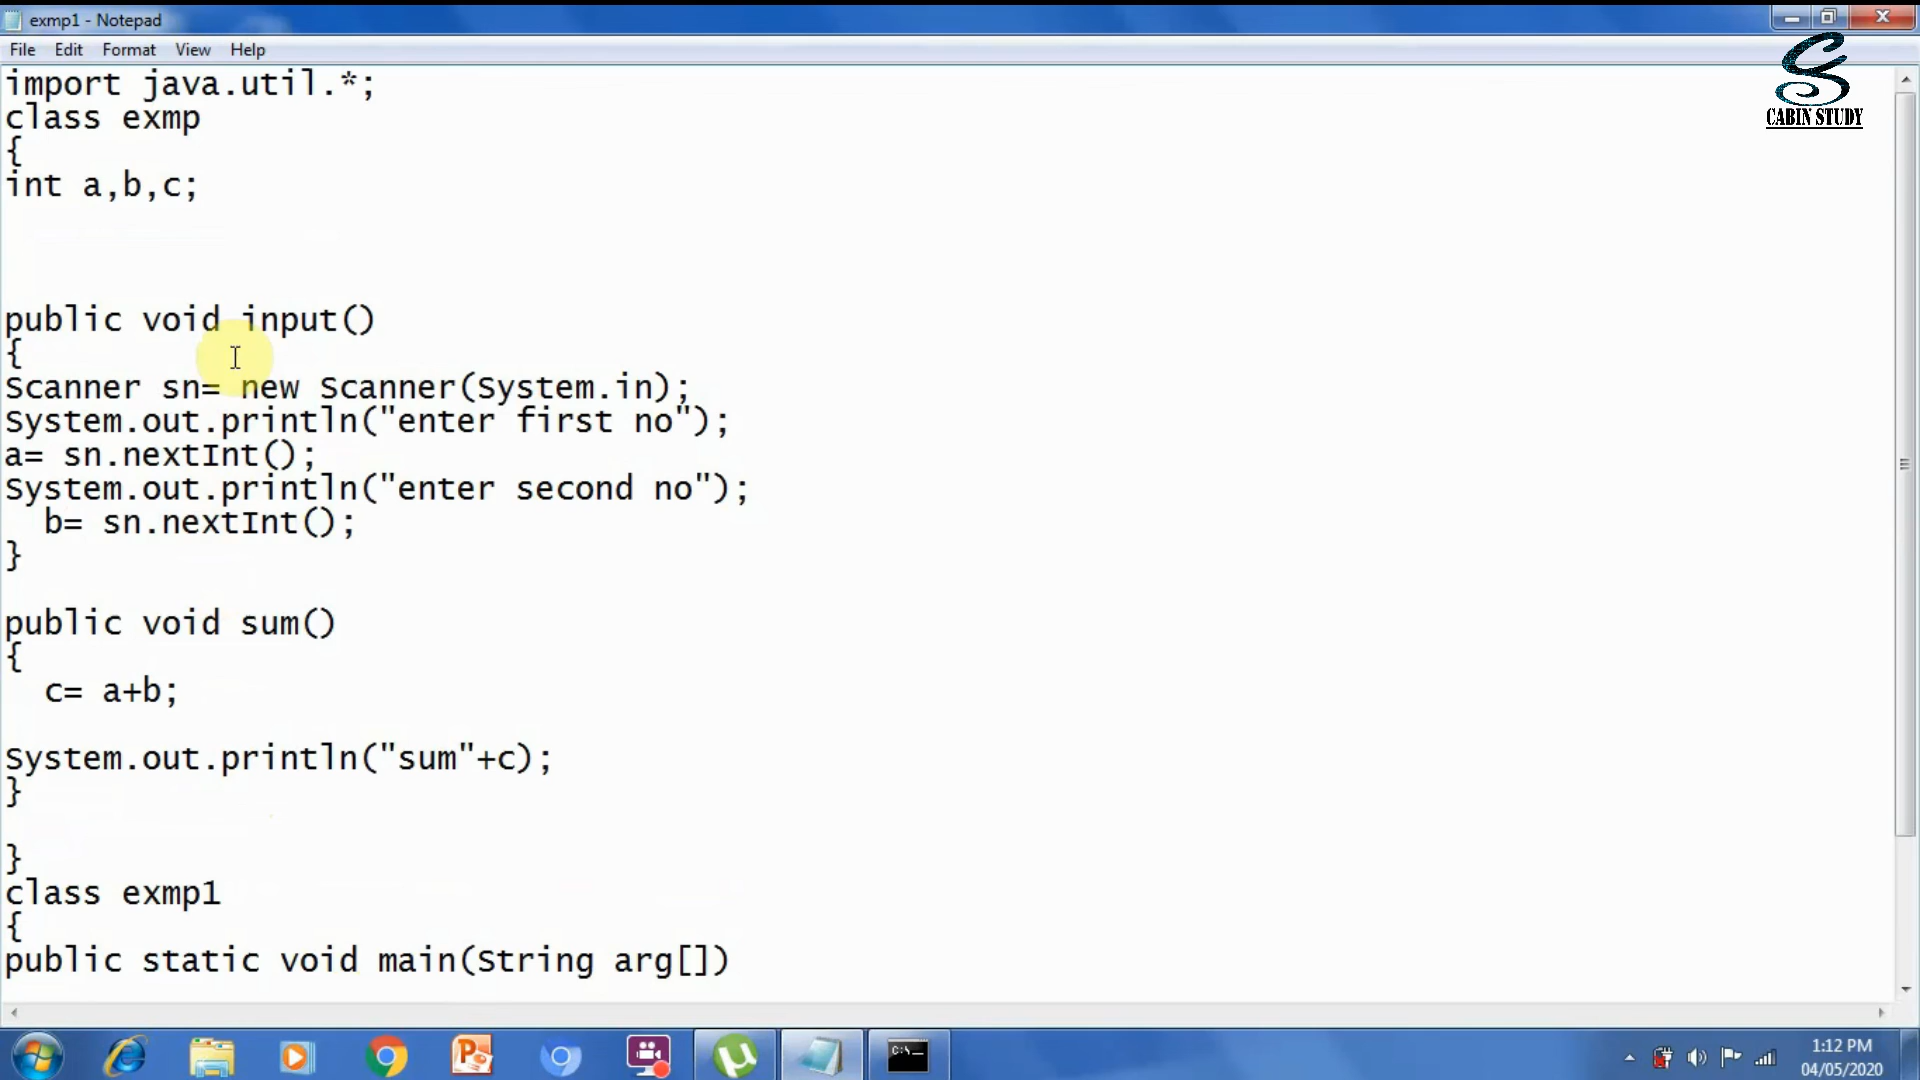 exmp1 - Notepad
File Edit Format View Help
import java.util.*;
class exmp
{
int a,b,c;
public void input()
{
Scanner sn= new Scanner(System.in);
System.out.println("enter first no");
a= sn.nextInt();
System.out.println("enter second no");
b= sn.nextInt();
}
public void sum()
{
c= a+b;
System.out.println("sum"+c);
}
}
class exmp1
{
public static void main(String arg[])
CABIN STUDY
1:12 PM
04/05/2020